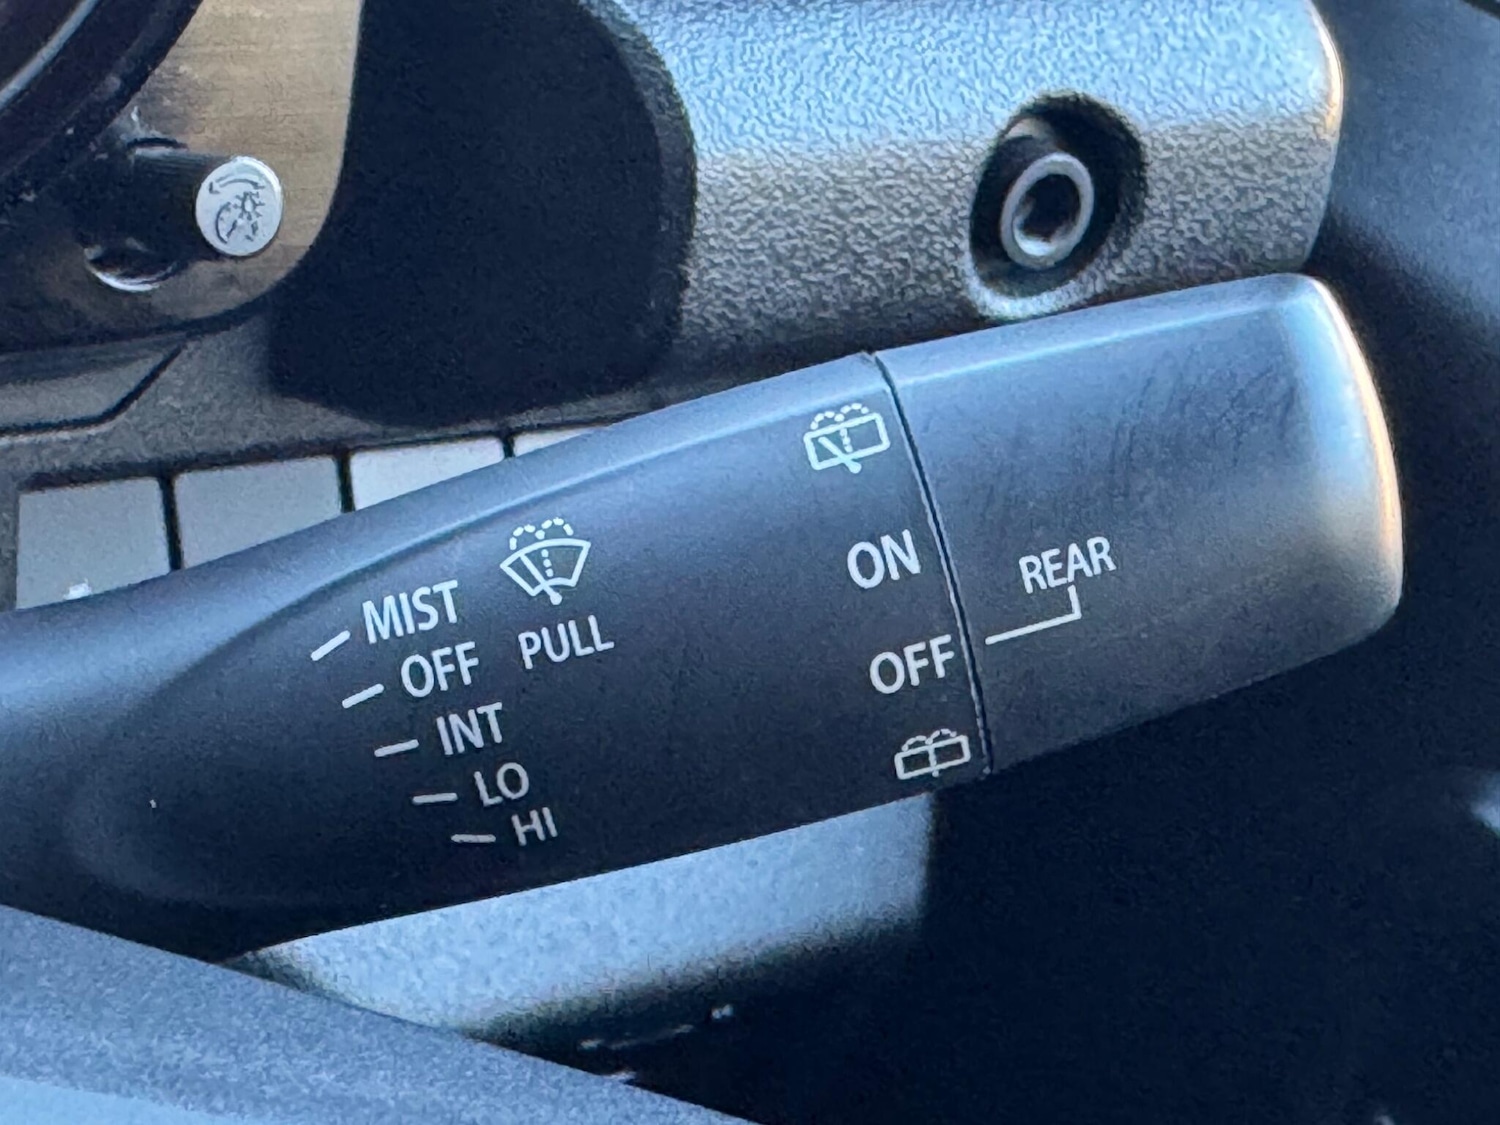 MIST
OFF
PULL
INT
LO
HI
ON
OFF
REAR